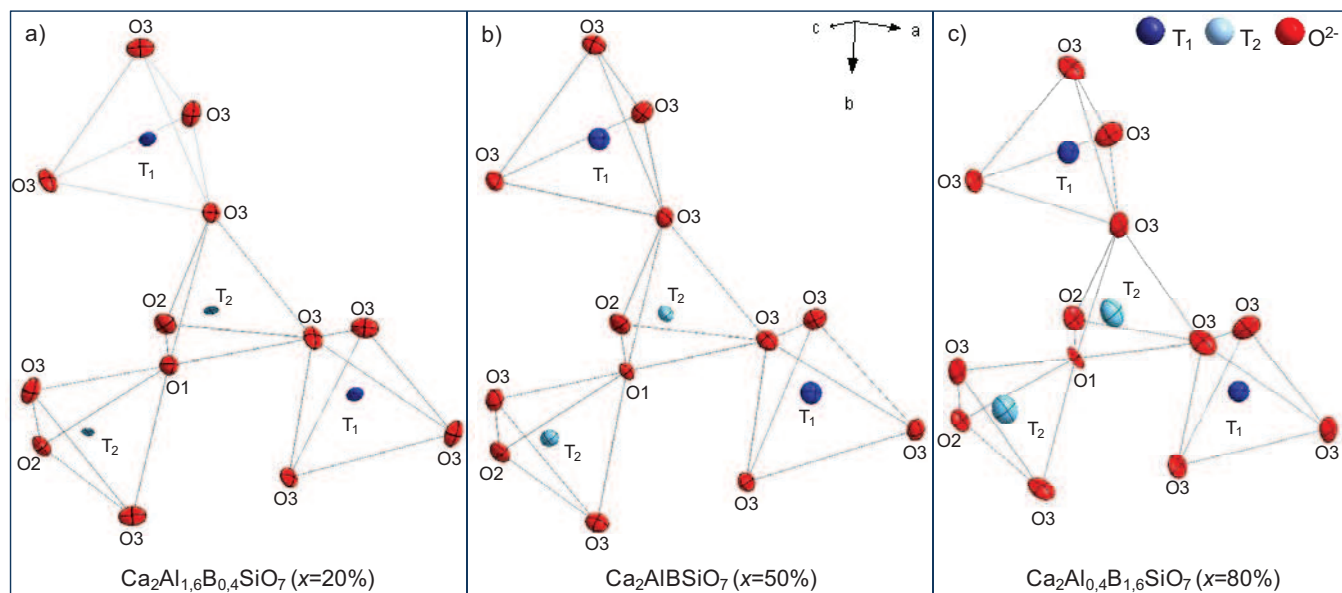 a)
O3
O3
T₁
O3
O3
O2
T₂
O3
O3
O3
O1
T₁
O2
T₂
O3
O3
O3
Ca₂Al₁,₆B₀,₄SiO₇ (x=20%)
b)
c
a
b
O3
O3
O3
T₁
O3
O2
T₂
O3
O3
O3
O1
T₁
O2
T₂
O3
O3
O3
Ca₂AlBSiO₇ (x=50%)
c)
T₁ T₂ O²⁻
O3
O3
O3
T₁
O3
O2
T₂
O3
O3
O3
O1
T₁
O2
T₂
O3
O3
O3
Ca₂Al₀,₄B₁,₆SiO₇ (x=80%)